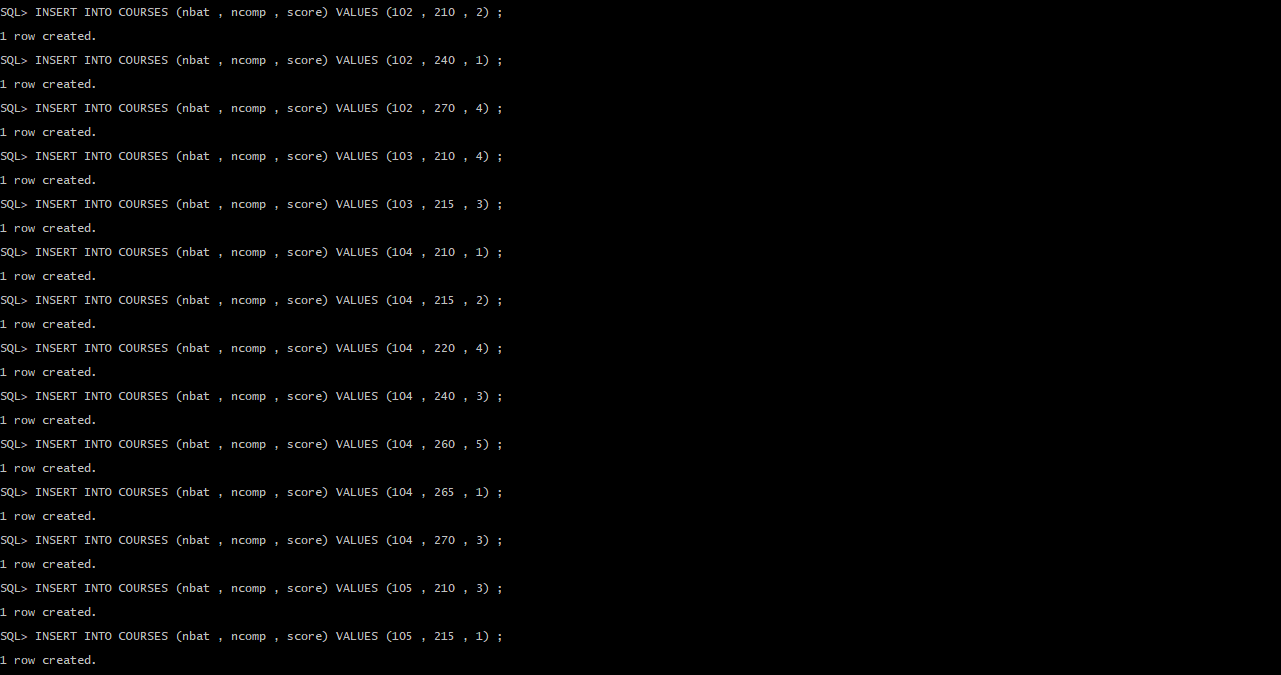 SQL> INSERT INTO COURSES (nbat , ncomp , score) VALUES (102 , 210 , 2) ;
1 row created.
SQL> INSERT INTO COURSES (nbat , ncomp , score) VALUES (102 , 240 , 1) ;
1 row created.
SQL> INSERT INTO COURSES (nbat , ncomp , score) VALUES (102 , 270 , 4) ;
1 row created.
SQL> INSERT INTO COURSES (nbat , ncomp , score) VALUES (103 , 210 , 4) ;
1 row created.
SQL> INSERT INTO COURSES (nbat , ncomp , score) VALUES (103 , 215 , 3) ;
1 row created.
SQL> INSERT INTO COURSES (nbat , ncomp , score) VALUES (104 , 210 , 1) ;
1 row created.
SQL> INSERT INTO COURSES (nbat , ncomp , score) VALUES (104 , 215 , 2) ;
1 row created.
SQL> INSERT INTO COURSES (nbat , ncomp , score) VALUES (104 , 220 , 4) ;
1 row created.
SQL> INSERT INTO COURSES (nbat , ncomp , score) VALUES (104 , 240 , 3) ;
1 row created.
SQL> INSERT INTO COURSES (nbat , ncomp , score) VALUES (104 , 260 , 5) ;
1 row created.
SQL> INSERT INTO COURSES (nbat , ncomp , score) VALUES (104 , 265 , 1) ;
1 row created.
SQL> INSERT INTO COURSES (nbat , ncomp , score) VALUES (104 , 270 , 3) ;
1 row created.
SQL> INSERT INTO COURSES (nbat , ncomp , score) VALUES (105 , 210 , 3) ;
1 row created.
SQL> INSERT INTO COURSES (nbat , ncomp , score) VALUES (105 , 215 , 1) ;
1 row created.